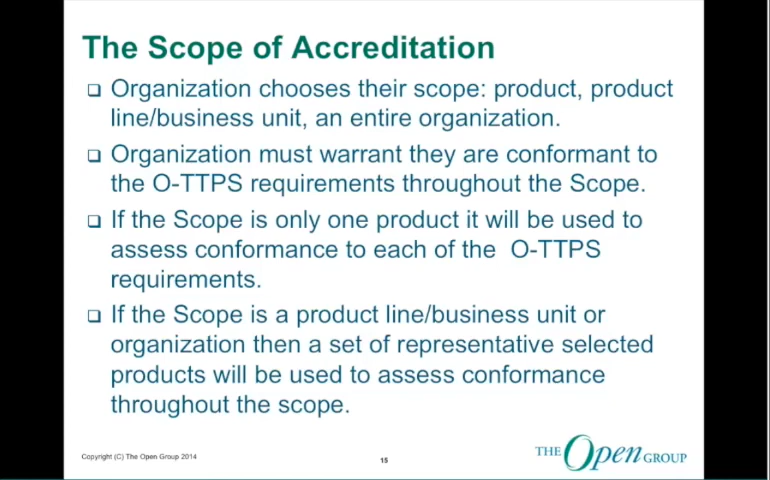 The Scope of Accreditation
❑ Organization chooses their scope: product, product
line/business unit, an entire organization.
❑ Organization must warrant they are conformant to
the O-TTPS requirements throughout the Scope.
❑ If the Scope is only one product it will be used to
assess conformance to each of the O-TTPS
requirements.
❑ If the Scope is a product line/business unit or
organization then a set of representative selected
products will be used to assess conformance
throughout the scope.
Copyright (C) The Open Group 2014
15
THE Open GROUP